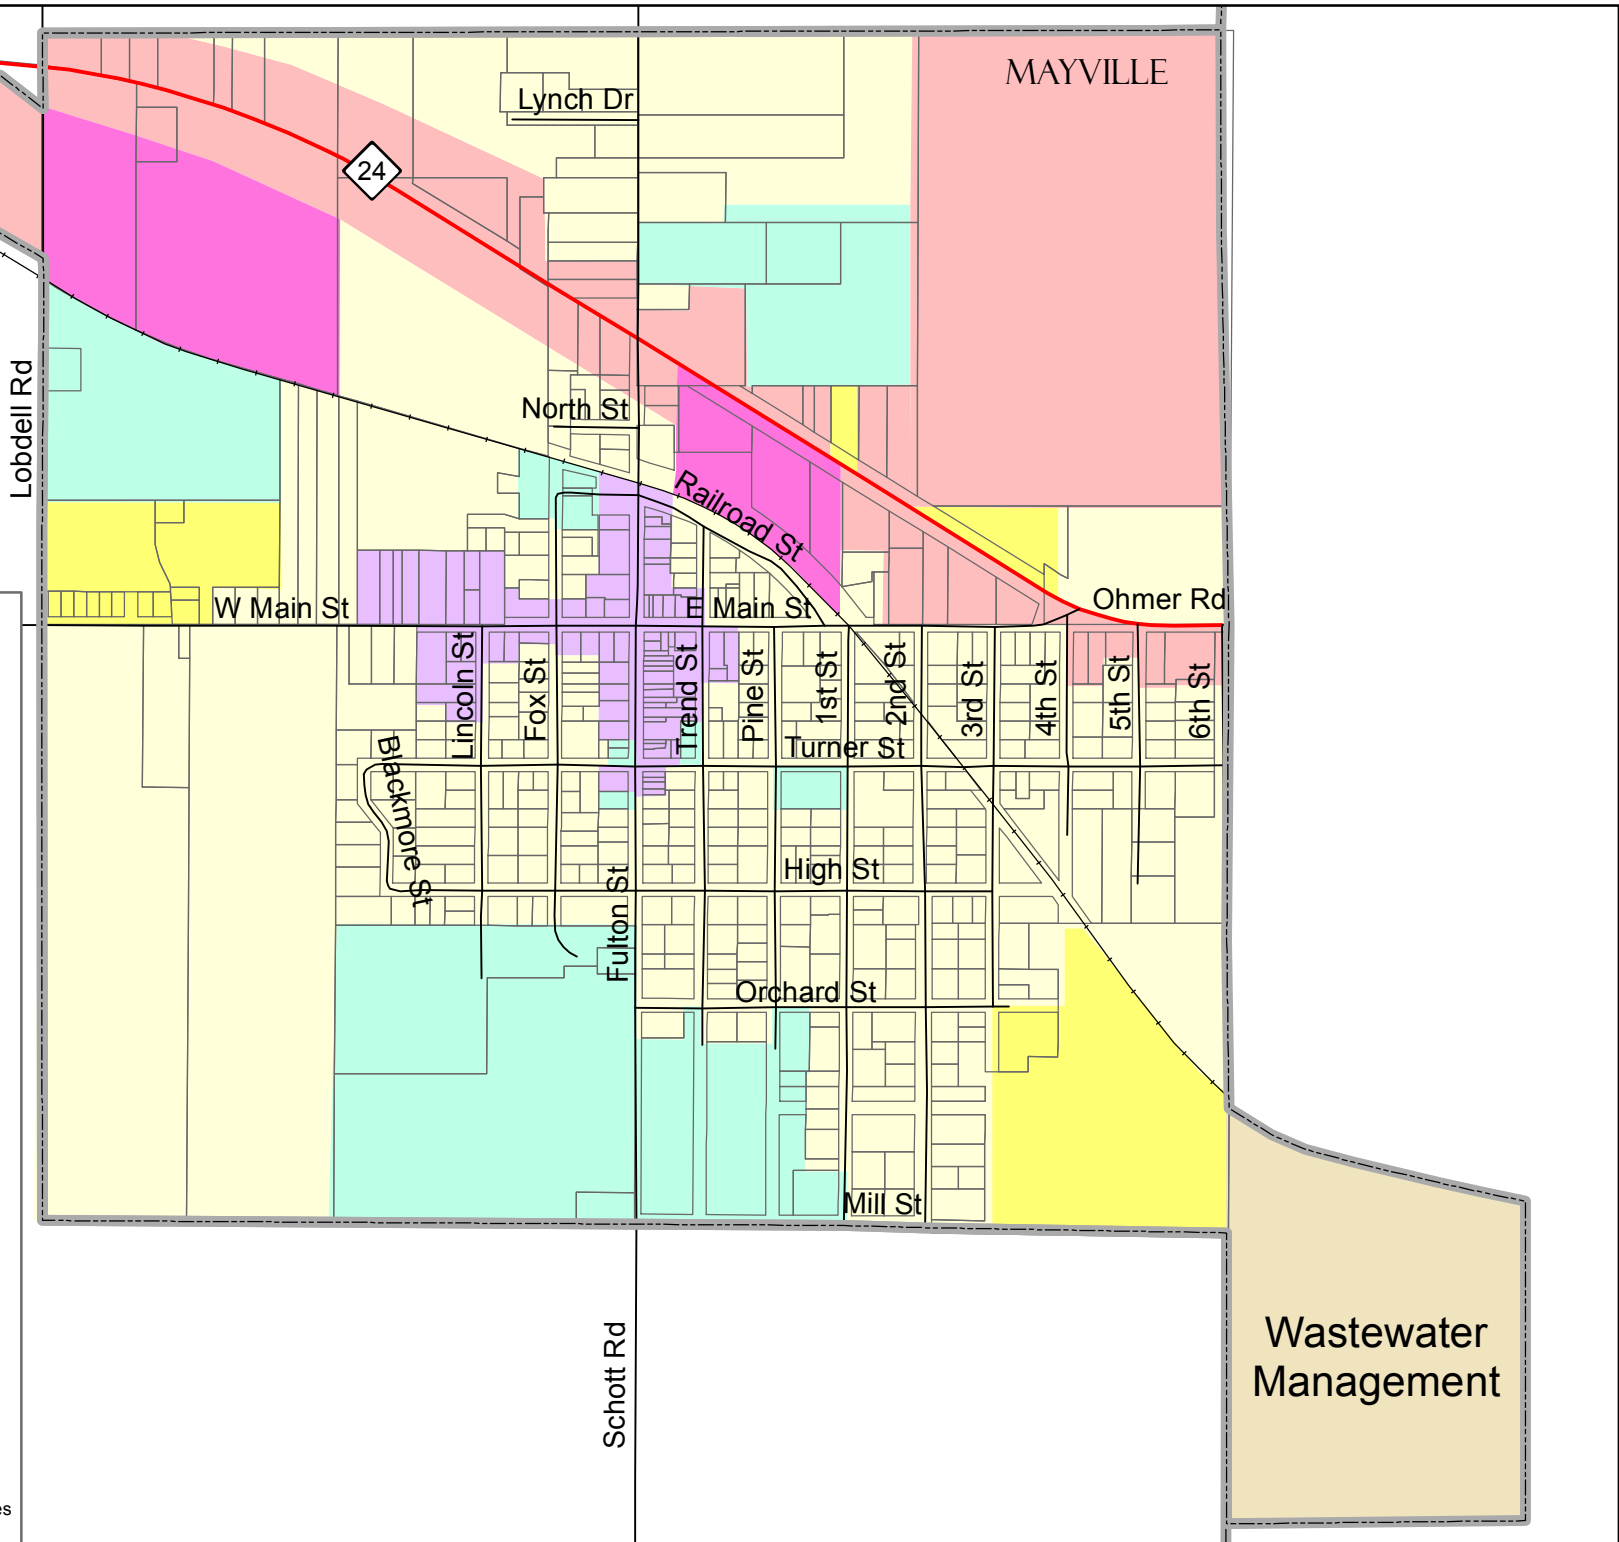 MAYVILLE
Lynch Dr
24
Lobdell Rd
North St
Railroad St
W Main St
E Main St
Ohmer Rd
Lincoln St
Fox St
Trend St
Pine St
1st St
2nd St
3rd St
4th St
5th St
6th St
Turner St
Blackmore St
High St
Fulton St
Orchard St
Mill St
Schott Rd
Wastewater
Management
es